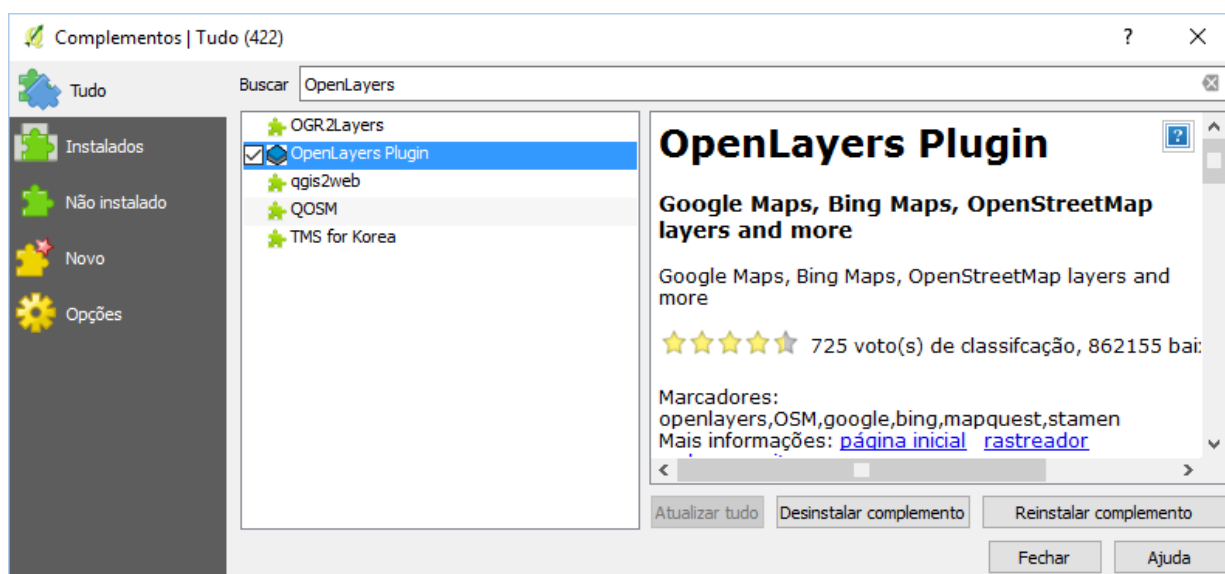 Complementos | Tudo (422)
?
Tudo
Buscar OpenLayers
Instalados
Não instalado
Novo
Opções
OGR2Layers
OpenLayers Plugin
qgis2web
QOSM
TMS for Korea
OpenLayers Plugin
?
Google Maps, Bing Maps, OpenStreetMap
layers and more
Google Maps, Bing Maps, OpenStreetMap layers and
more
725 voto(s) de classifcação, 862155
Marcadores:
openlayers,OSM,google,bing,mapquest,stamen
Mais informações: página inicial rastreador
Atualizar tudo Desinstalar complemento Reinstalar complemento
Fechar Ajuda